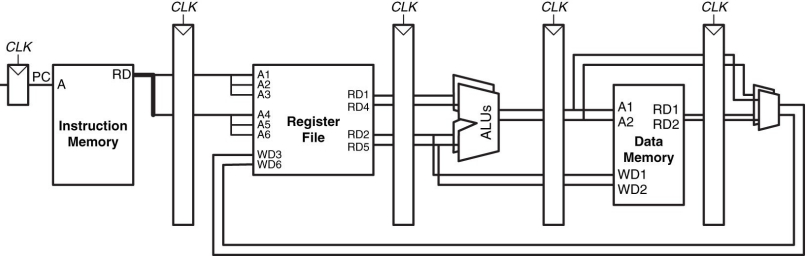 CLK
CLK
CLK
CLK
CLK
PC
A
RD
Instruction
Memory
A1
A2
A3
A4
A5
A6
WD3
WD6
Register
File
RD1
RD4
RD2
RD5
ALUs
A1
A2
RD1
RD2
Data
Memory
WD1
WD2